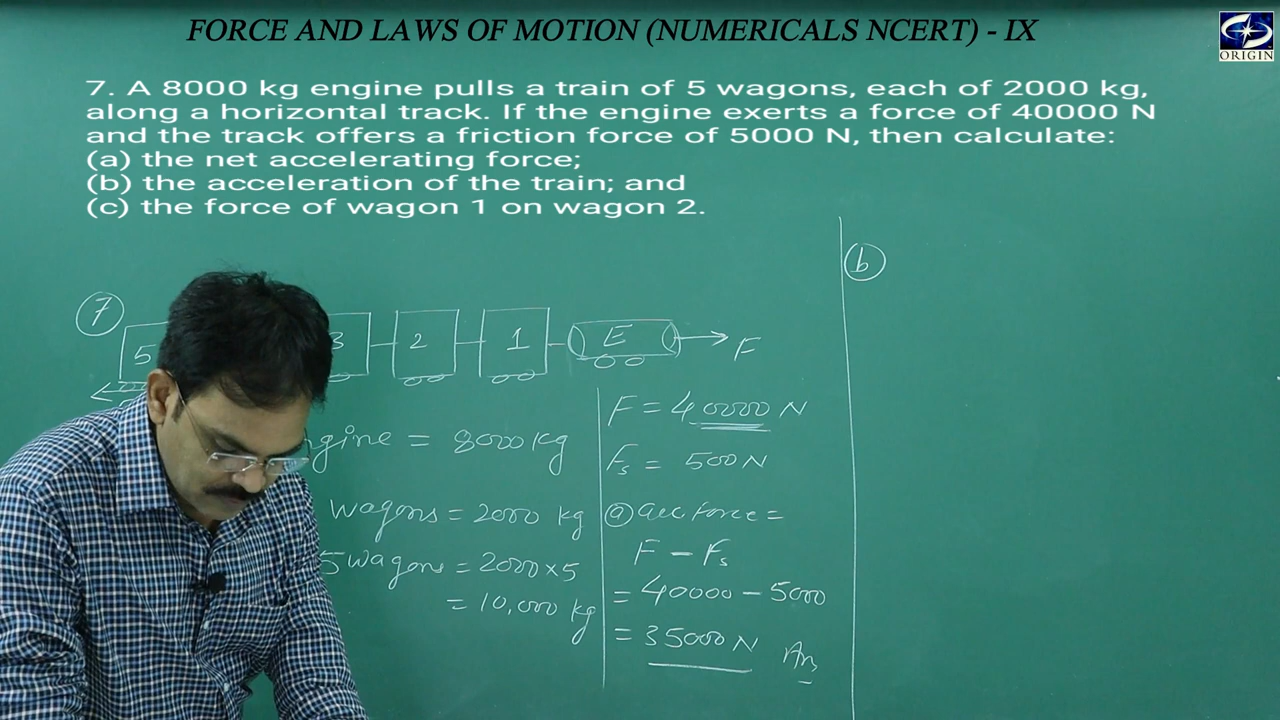 FORCE AND LAWS OF MOTION (NUMERICALS NCERT) - IX
ORIGIN
7. A 8000 kg engine pulls a train of 5 wagons, each of 2000 kg,
along a horizontal track. If the engine exerts a force of 40000 N
and the track offers a friction force of 5000 N, then calculate:
(a) the net accelerating force;
(b) the acceleration of the train; and
(c) the force of wagon 1 on wagon 2.
7
5 3 2 1 E F
ngine = 8000 kg
wagons = 2000 kg
5 wagons = 2000 × 5
= 10,000 kg
F = 40000 N
Fs = 500 N
(a) acc force =
F - Fs
= 40000 - 5000
= 35000 N Ans
(b)